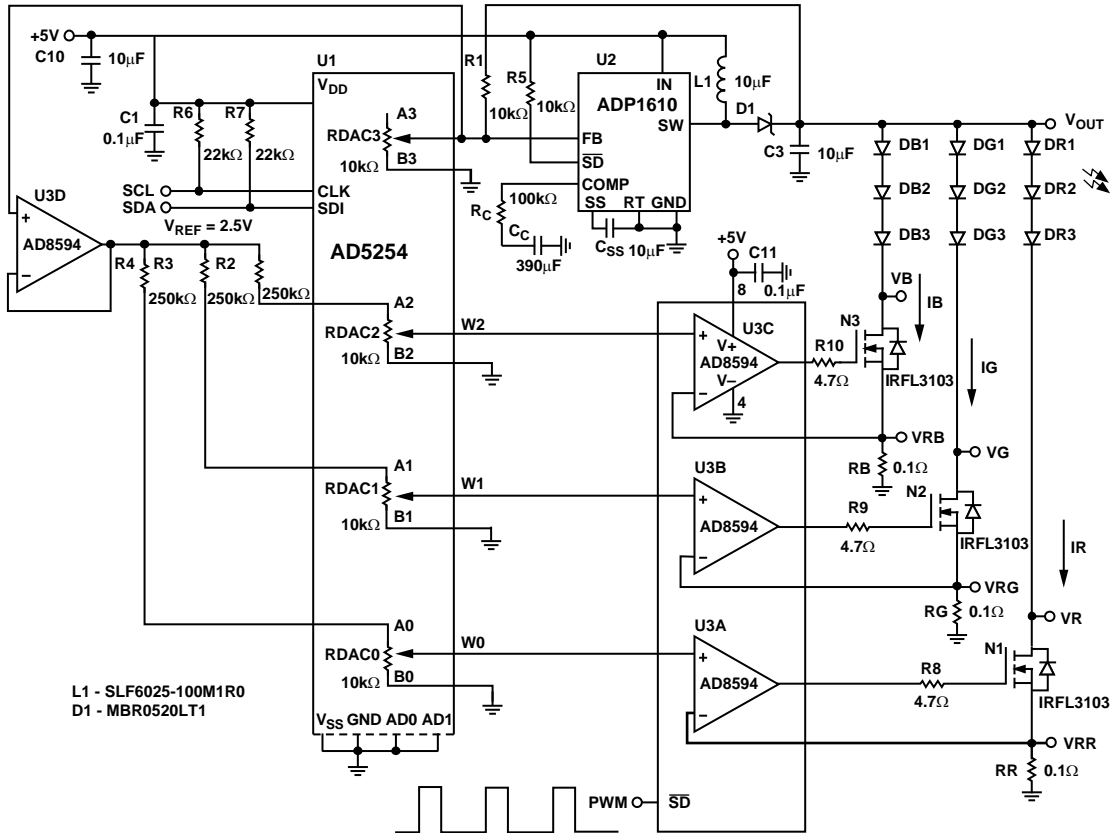 +5V
C10
10μF
C1
0.1μF
R6
R7
22kΩ
22kΩ
SCL
SDA
VREF = 2.5V
U3D
+
AD8594
–
R4
R3
R2
250kΩ
250kΩ
250kΩ
U1
VDD
A3
RDAC3
10kΩ
B3
CLK
SDI
AD5254
A2
RDAC2
10kΩ
B2
A1
RDAC1
10kΩ
B1
A0
RDAC0
10kΩ
B0
VSS GND AD0 AD1
W2
W1
W0
R1
10kΩ
R5
10kΩ
U2
IN
ADP1610
FB
SW
SD
COMP
SS
RT
GND
RC
100kΩ
CC
390μF
CSS 10μF
L1
10μF
D1
C3
10μF
VOUT
DB1
DG1
DR1
DB2
DG2
DR2
DB3
DG3
DR3
+5V
C11
0.1μF
8
U3C
+
V+
AD8594
V–
–
4
R10
4.7Ω
N3
VB
IB
IRFL3103
VRB
RB
0.1Ω
IG
VG
U3B
+
AD8594
–
R9
4.7Ω
N2
IRFL3103
VRG
RG
0.1Ω
IR
VR
U3A
+
AD8594
–
R8
4.7Ω
N1
IRFL3103
VRR
RR
0.1Ω
L1 - SLF6025-100M1R0
D1 - MBR0520LT1
PWM
SD